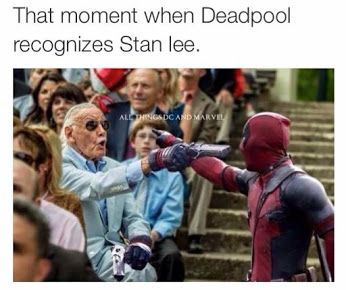 That moment when Deadpool
recognizes Stan lee.
ALL THINGS DC AND MARVEL